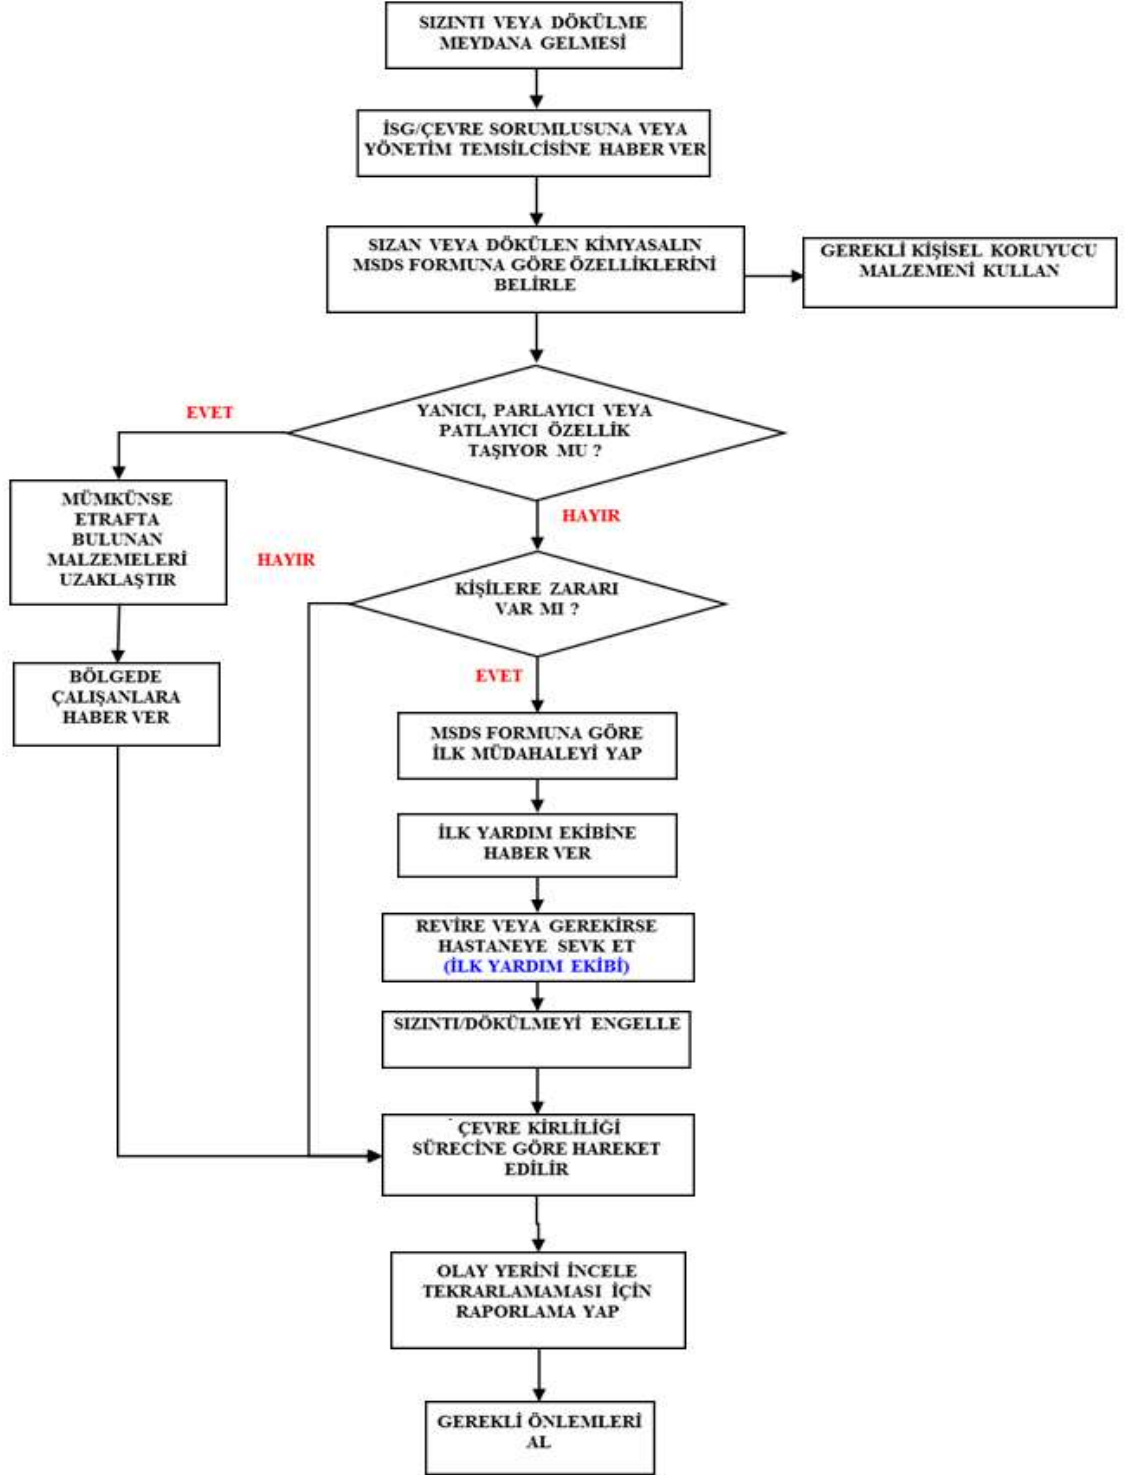 SIZINTI VEYA DÖKÜLME
MEYDANA GELMESİ
İSG/ÇEVRE SORUMLUSUNA VEYA
YÖNETİM TEMSİLCİSİNE HABER VER
SIZAN VEYA DÖKÜLEN KİMYASALIN
MSDS FORMUNA GÖRE ÖZELLİKLERİNİ
BELİRLE
GEREKLİ KİŞİSEL KORUYUCU
MALZEMENİ KULLAN
YANICI, PARLAYICI VEYA
PATLAYICI ÖZELLİK
TAŞIYOR MU ?
EVET
MÜMKÜNSE
ETRAFTA
BULUNAN
MALZEMELERİ
UZAKLAŞTIR
BÖLGEDE
ÇALIŞANLARA
HABER VER
HAYIR
KİŞİLERE ZARARI
VAR MI ?
HAYIR
EVET
MSDS FORMUNA GÖRE
İLK MÜDAHALEYİ YAP
İLK YARDIM EKİBİNE
HABER VER
REVİRE VEYA GEREKİRSE
HASTANEYE SEVK ET
(İLK YARDIM EKİBİ)
SIZINTI/DÖKÜLMEYİ ENGELLE
ÇEVRE KİRLİLİĞİ
SÜRECİNE GÖRE HAREKET
EDİLİR
OLAY YERİNİ İNCELE
TEKRARLAMAMASI İÇİN
RAPORLAMA YAP
GEREKLİ ÖNLEMLERİ
AL